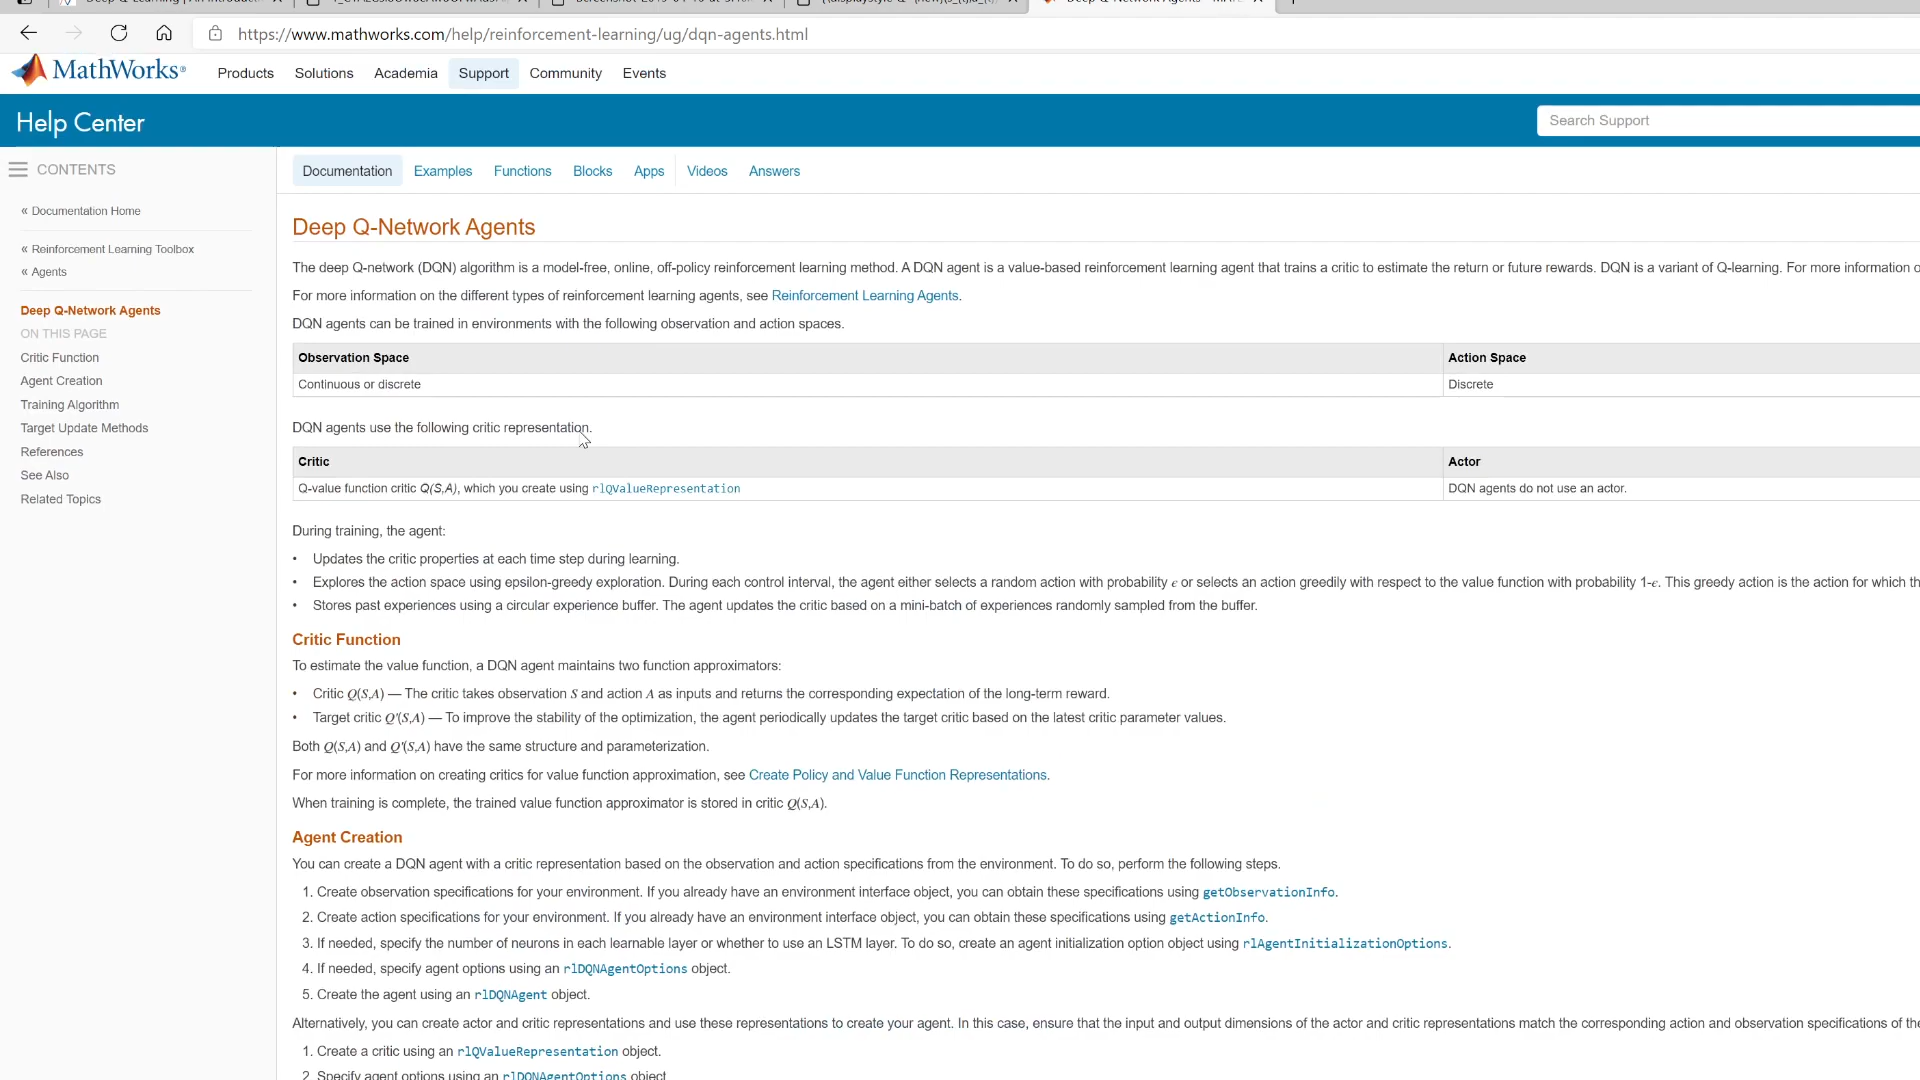 https://www.mathworks.com/help/reinforcement-learning/ug/dqn-agents.html
MathWorks®
Products Solutions Academia Support Community Events
Help Center
Search Support
CONTENTS
« Documentation Home
« Reinforcement Learning Toolbox
« Agents
Deep Q-Network Agents
ON THIS PAGE
Critic Function
Agent Creation
Training Algorithm
Target Update Methods
References
See Also
Related Topics
Documentation Examples Functions Blocks Apps Videos Answers
Deep Q-Network Agents
The deep Q-network (DQN) algorithm is a model-free, online, off-policy reinforcement learning method. A DQN agent is a value-based reinforcement learning agent that trains a critic to estimate the return or future rewards. DQN is a variant of Q-learning. For more information o
For more information on the different types of reinforcement learning agents, see Reinforcement Learning Agents.
DQN agents can be trained in environments with the following observation and action spaces.
Observation Space Action Space
Continuous or discrete Discrete
DQN agents use the following critic representation.
Critic Actor
Q-value function critic Q(S,A), which you create using rlQValueRepresentation DQN agents do not use an actor.
During training, the agent:
• Updates the critic properties at each time step during learning.
• Explores the action space using epsilon-greedy exploration. During each control interval, the agent either selects a random action with probability ϵ or selects an action greedily with respect to the value function with probability 1-ϵ. This greedy action is the action for which th
• Stores past experiences using a circular experience buffer. The agent updates the critic based on a mini-batch of experiences randomly sampled from the buffer.
Critic Function
To estimate the value function, a DQN agent maintains two function approximators:
• Critic Q(S,A) — The critic takes observation S and action A as inputs and returns the corresponding expectation of the long-term reward.
• Target critic Q'(S,A) — To improve the stability of the optimization, the agent periodically updates the target critic based on the latest critic parameter values.
Both Q(S,A) and Q'(S,A) have the same structure and parameterization.
For more information on creating critics for value function approximation, see Create Policy and Value Function Representations.
When training is complete, the trained value function approximator is stored in critic Q(S,A).
Agent Creation
You can create a DQN agent with a critic representation based on the observation and action specifications from the environment. To do so, perform the following steps.
1. Create observation specifications for your environment. If you already have an environment interface object, you can obtain these specifications using getObservationInfo.
2. Create action specifications for your environment. If you already have an environment interface object, you can obtain these specifications using getActionInfo.
3. If needed, specify the number of neurons in each learnable layer or whether to use an LSTM layer. To do so, create an agent initialization option object using rlAgentInitializationOptions.
4. If needed, specify agent options using an rlDQNAgentOptions object.
5. Create the agent using an rlDQNAgent object.
Alternatively, you can create actor and critic representations and use these representations to create your agent. In this case, ensure that the input and output dimensions of the actor and critic representations match the corresponding action and observation specifications of the
1. Create a critic using an rlQValueRepresentation object.
2. Specify agent options using an rlDQNAgentOptions object